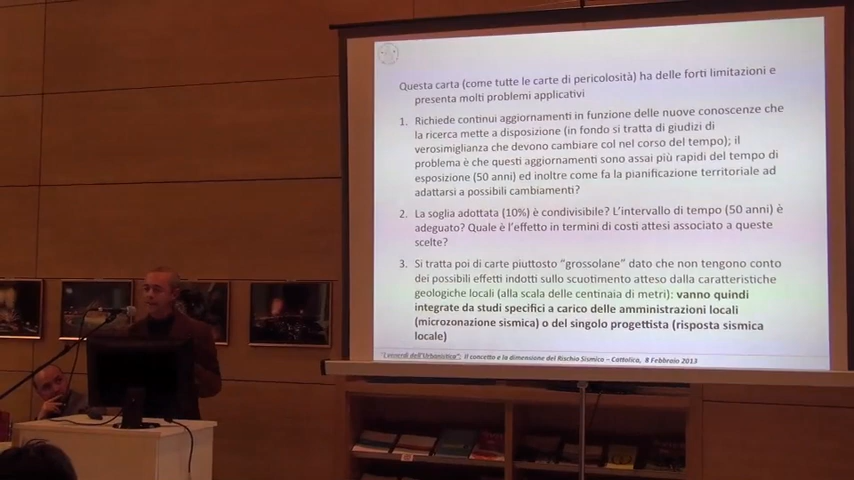 Questa carta (come tutte le carte di pericolosità) ha delle forti limitazioni e
presenta molti problemi applicativi
1. Richiede continui aggiornamenti in funzione delle nuove conoscenze che
la ricerca mette a disposizione (in fondo si tratta di giudizi di
verosimiglianza che devono cambiare col nel corso del tempo); il
problema è che questi aggiornamenti sono assai più rapidi del tempo di
esposizione (50 anni) ed inoltre come fa la pianificazione territoriale ad
adattarsi a possibili cambiamenti?
2. La soglia adottata (10%) è condivisibile? L'intervallo di tempo (50 anni) è
adeguato? Quale è l'effetto in termini di costi attesi associato a queste
scelte?
3. Si tratta poi di carte piuttosto "grossolane" dato che non tengono conto
dei possibili effetti indotti sullo scuotimento atteso dalla caratteristiche
geologiche locali (alla scala delle centinaia di metri): vanno quindi
integrate da studi specifici a carico delle amministrazioni locali
(microzonazione sismica) o del singolo progettista (risposta sismica
locale)
"I venerdì dell'Urbanistica": Il concetto e la dimensione del Rischio Sismico – Cattolica, 8 Febbraio 2013